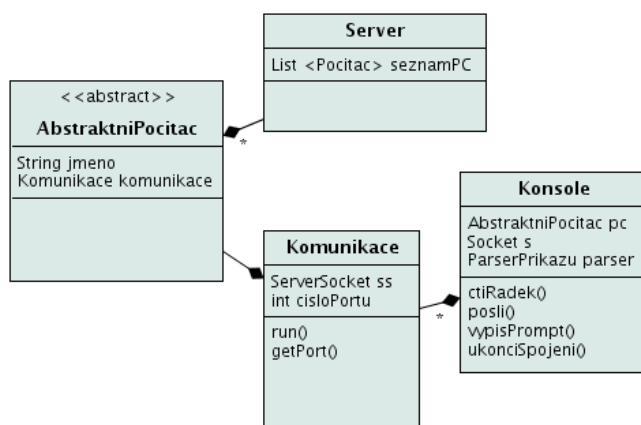 Server
List <Pocitac> seznamPC
<<abstract>>
AbstraktniPocitac
String jmeno
Komunikace komunikace
*
Konsole
AbstraktniPocitac pc
Socket s
ParserPrikazu parser
ctiRadek()
posli()
vypisPrompt()
ukonciSpojeni()
Komunikace
ServerSocket ss
int cisloPortu
run()
getPort()
*